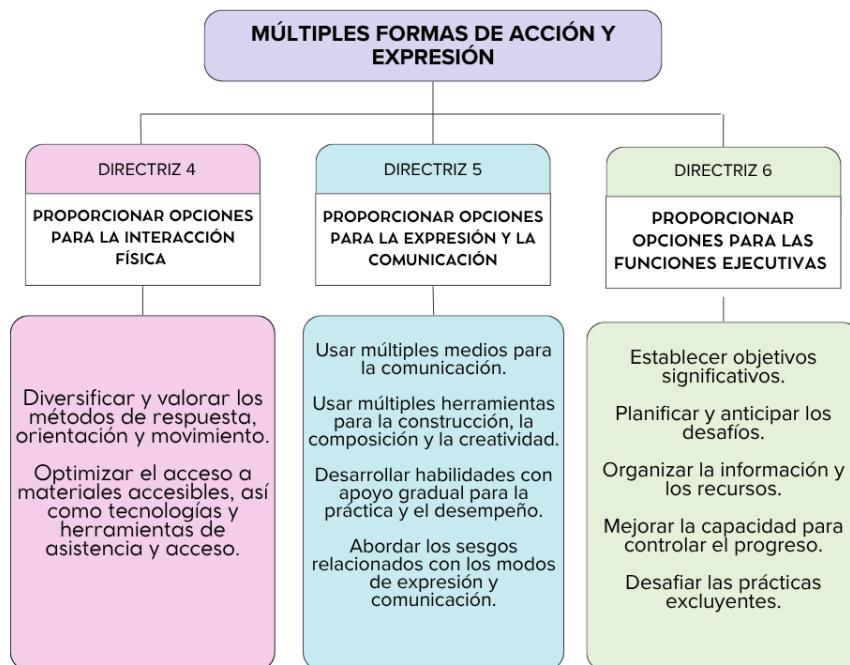 MÚLTIPLES FORMAS DE ACCIÓN Y
EXPRESIÓN
DIRECTRIZ 4
PROPORCIONAR OPCIONES
PARA LA INTERACCIÓN
FÍSICA
Diversificar y valorar los
métodos de respuesta,
orientación y movimiento.
Optimizar el acceso a
materiales accesibles, así
como tecnologías y
herramientas de
asistencia y acceso.
DIRECTRIZ 5
PROPORCIONAR OPCIONES
PARA LA EXPRESIÓN Y LA
COMUNICACIÓN
Usar múltiples medios para
la comunicación.
Usar múltiples herramientas
para la construcción, la
composición y la creatividad.
Desarrollar habilidades con
apoyo gradual para la
práctica y el desempeño.
Abordar los sesgos
relacionados con los modos
de expresión y
comunicación.
DIRECTRIZ 6
PROPORCIONAR
OPCIONES PARA LAS
FUNCIONES EJECUTIVAS
Establecer objetivos
significativos.
Planificar y anticipar los
desafíos.
Organizar la información y
los recursos.
Mejorar la capacidad para
controlar el progreso.
Desafiar las prácticas
excluyentes.